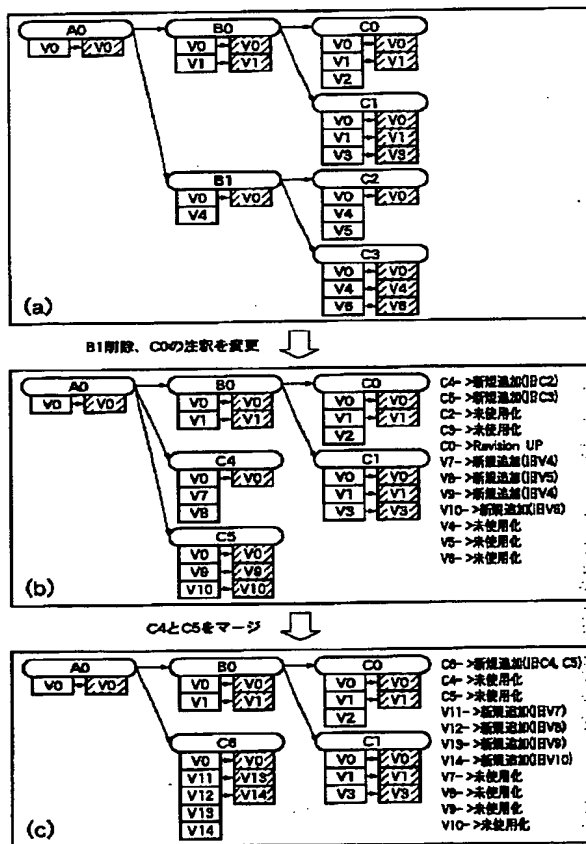 A0 B0 C0
V0 V0 V0 V0 V0 V0
V1 V1 V1 V1
V2
C1
V0 V0
V1 V1
V3 V3
B1 C2
V0 V0 V0 V0
V4 V4
V5
C3
V0 V0
V4 V4
V6 V6
(a)
B1削除、C0の注釈を変更
A0 B0 C0
V0 V0 V0 V0 V0 V0
V1 V1 V1 V1
V2
C4 C1
V0 V0 V0 V0
V7 V1 V1
V8 V3 V3
C5
V0 V0
V9 V9
V10 V10
(b)
C4->新規追加(旧C2)
C5->新規追加(旧C3)
C2->未使用化
C3->未使用化
C0->Revision UP
V7->新規追加(旧V4)
V8->新規追加(旧V5)
V9->新規追加(旧V4)
V10->新規追加(旧V6)
V4->未使用化
V5->未使用化
V6->未使用化
C4とC5をマージ
A0 B0 C0
V0 V0 V0 V0 V0 V0
V1 V1 V1 V1
V2
C6 C1
V0 V0 V0 V0
V11 V13 V1 V1
V12 V14 V3 V3
V13
V14
(c)
C6->新規追加(旧C4, C5)
C4->未使用化
C5->未使用化
V11->新規追加(旧V7)
V12->新規追加(旧V8)
V13->新規追加(旧V9)
V14->新規追加(旧V10)
V7->未使用化
V8->未使用化
V9->未使用化
V10->未使用化